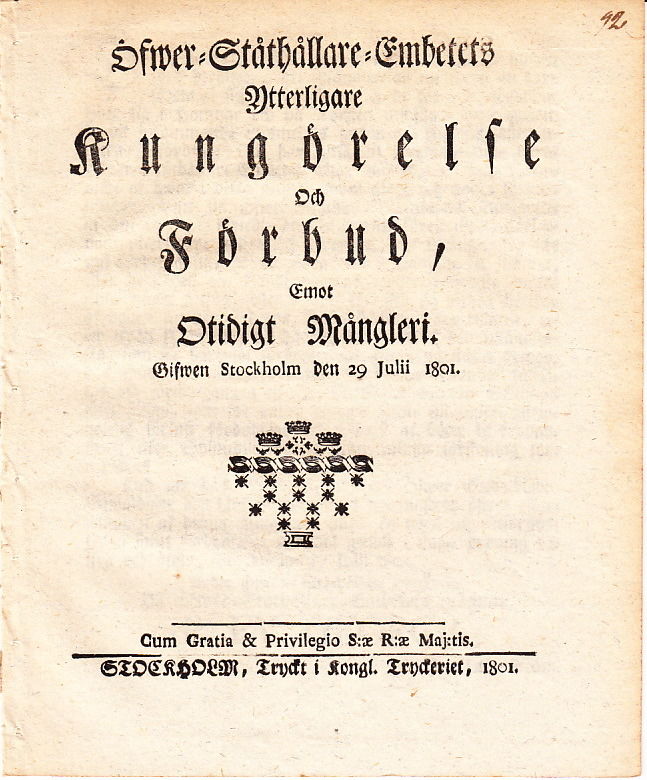 92
Öfwer-Ståthållare-Embetets
Ytterligare
Kungörelse
Och
Förbud,
Emot
Otidigt Mångleri.
Gifwen Stockholm den 29 Julii 1801.
Cum Gratia & Privilegio S:æ R:æ Maj:tis.
STOCKHOLM, Tryckt i Kongl. Tryckeriet, 1801.